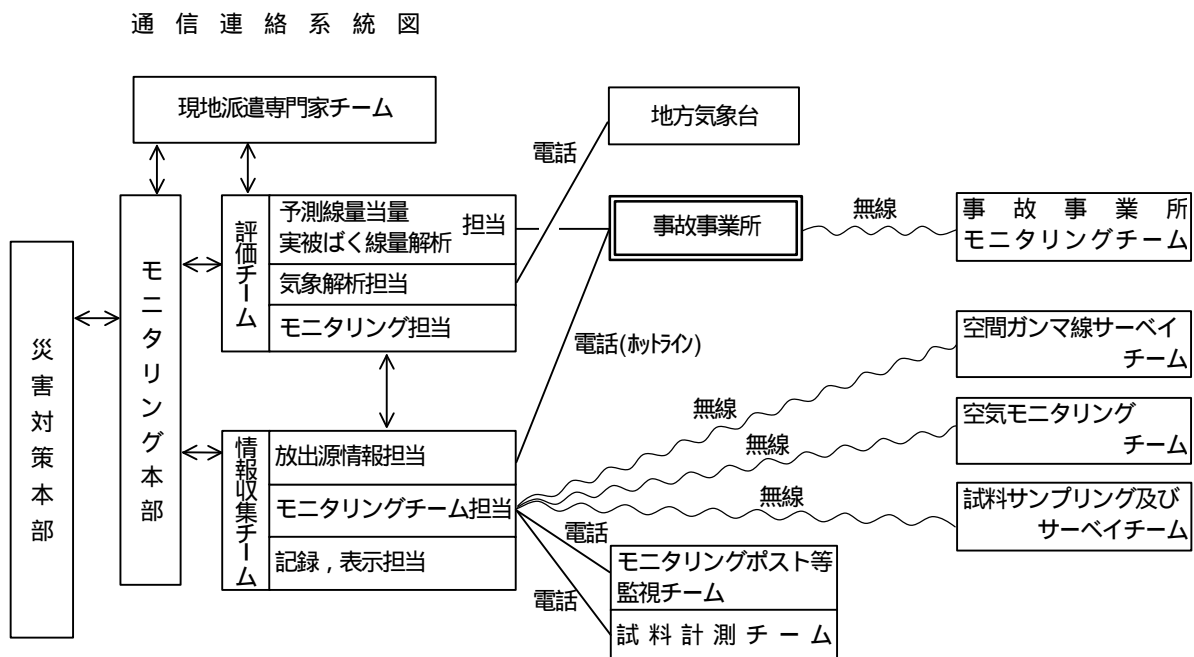 通信連絡系統図
現地派遣専門家チーム
地方気象台
電話
予測線量当量
実被ばく線量解析
担当
気象解析担当
モニタリング担当
評価チーム
事故事業所
無線
事故事業所
モニタリングチーム
モニタリング本部
災害対策本部
電話(ホットライン)
空間ガンマ線サーベイ
チーム
無線
空気モニタリング
チーム
無線
試料サンプリング及び
サーベイチーム
無線
情報収集チーム
放出源情報担当
モニタリングチーム担当
記録,表示担当
電話
モニタリングポスト等
監視チーム
電話
試料計測チーム